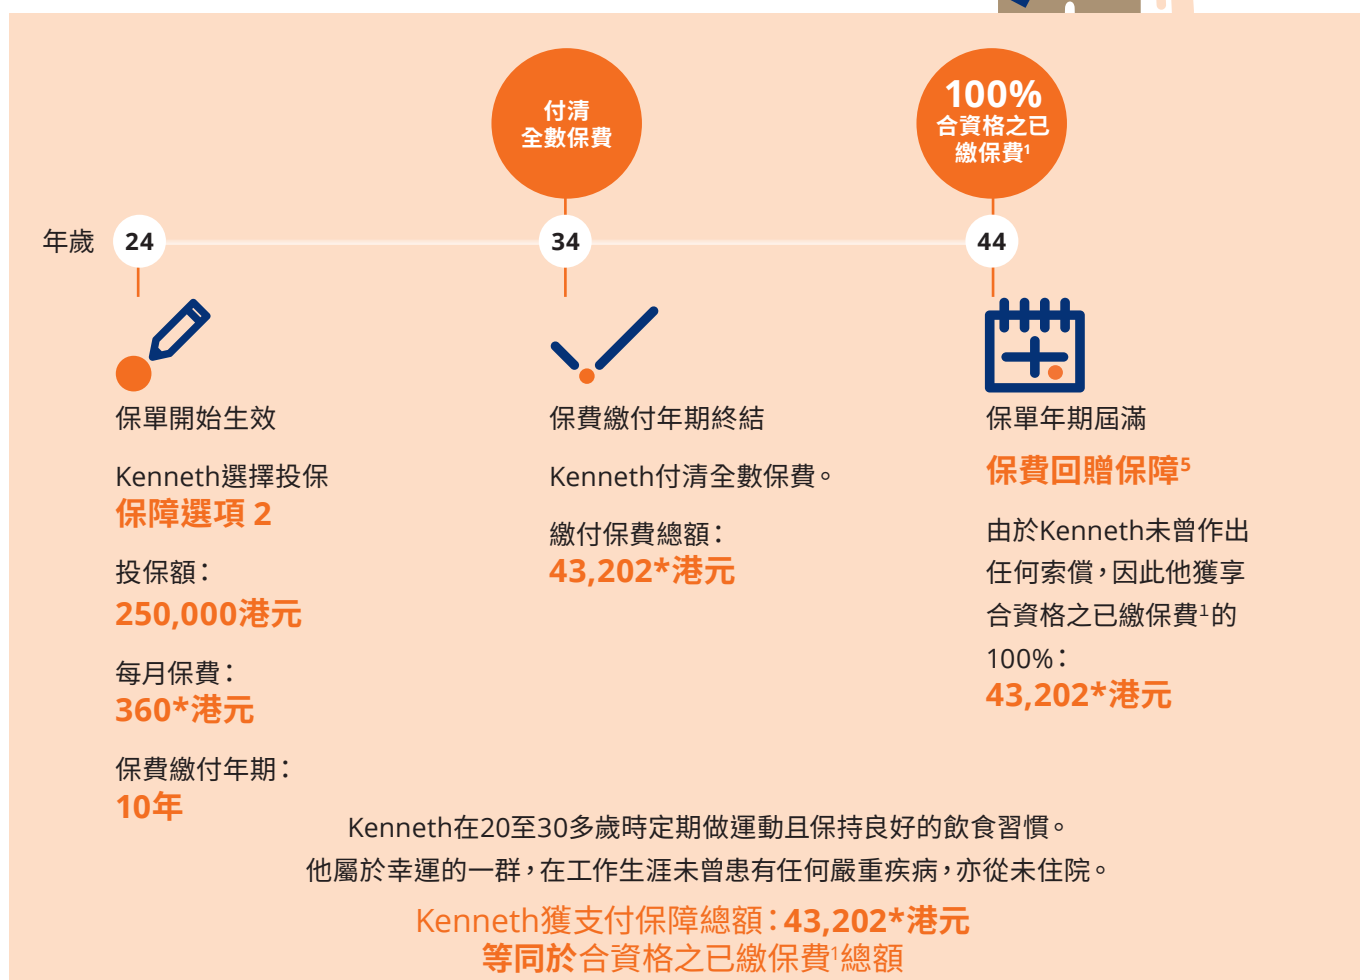 付清
全數保費
100%
合資格之已
繳保費¹
年歲 24 34 44
保單開始生效
Kenneth選擇投保
保障選項 2
投保額：
250,000港元
每月保費：
360*港元
保費繳付年期：
10年
保費繳付年期終結
Kenneth付清全數保費。
繳付保費總額：
43,202*港元
保單年期屆滿
保費回贈保障⁵
由於Kenneth未曾作出
任何索償，因此他獲享
合資格之已繳保費¹的
100%：
43,202*港元
Kenneth在20至30多歲時定期做運動且保持良好的飲食習慣。
他屬於幸運的一群，在工作生涯未曾患有任何嚴重疾病，亦從未住院。
Kenneth獲支付保障總額：43,202*港元
等同於合資格之已繳保費¹總額